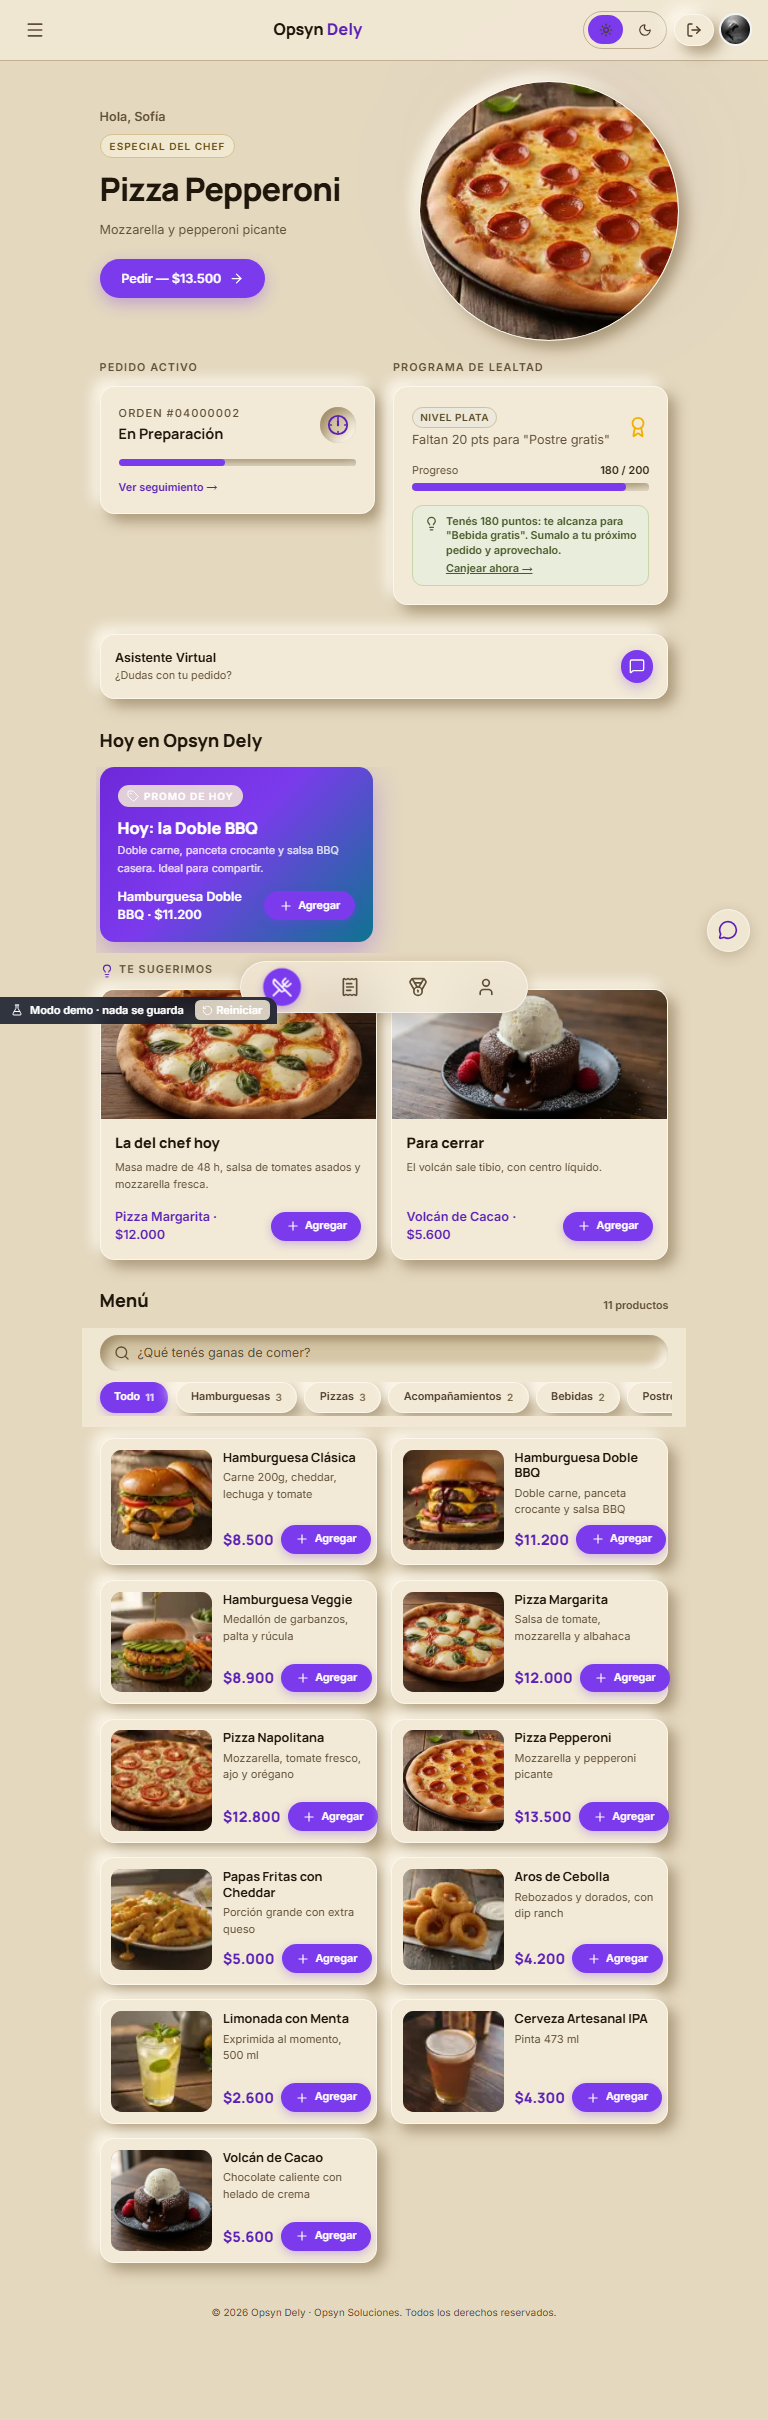 Opsyn Dely
Hola, Sofía
ESPECIAL DEL CHEF
Pizza Pepperoni
Mozzarella y pepperoni picante
Pedir — $13.500 →
PEDIDO ACTIVO
ORDEN #04000002
En Preparación
Ver seguimiento →
PROGRAMA DE LEALTAD
NIVEL PLATA
Faltan 20 pts para "Postre gratis"
Progreso 180 / 200
Tenés 180 puntos: te alcanza para
"Bebida gratis". Sumalo a tu próximo
pedido y aprovechalo.
Canjear ahora →
Asistente Virtual
¿Dudas con tu pedido?
Hoy en Opsyn Dely
PROMO DE HOY
Hoy: la Doble BBQ
Doble carne, panceta crocante y salsa BBQ
casera. Ideal para compartir.
Hamburguesa Doble
BBQ · $11.200
+ Agregar
TE SUGERIMOS
Modo demo · nada se guarda Reiniciar
La del chef hoy
Masa madre de 48 h, salsa de tomates asados y
mozzarella fresca.
Pizza Margarita ·
$12.000
+ Agregar
Para cerrar
El volcán sale tibio, con centro líquido.
Volcán de Cacao ·
$5.600
+ Agregar
Menú
11 productos
¿Qué tenés ganas de comer?
Todo 11 Hamburguesas 3 Pizzas 3 Acompañamientos 2 Bebidas 2 Postre
Hamburguesa Clásica
Carne 200g, cheddar,
lechuga y tomate
$8.500 + Agregar
Hamburguesa Doble
BBQ
Doble carne, panceta
crocante y salsa BBQ
$11.200 + Agregar
Hamburguesa Veggie
Medallón de garbanzos,
palta y rúcula
$8.900 + Agregar
Pizza Margarita
Salsa de tomate,
mozzarella y albahaca
$12.000 + Agregar
Pizza Napolitana
Mozzarella, tomate fresco,
ajo y orégano
$12.800 + Agregar
Pizza Pepperoni
Mozzarella y pepperoni
picante
$13.500 + Agregar
Papas Fritas con
Cheddar
Porción grande con extra
queso
$5.000 + Agregar
Aros de Cebolla
Rebozados y dorados, con
dip ranch
$4.200 + Agregar
Limonada con Menta
Exprimida al momento,
500 ml
$2.600 + Agregar
Cerveza Artesanal IPA
Pinta 473 ml
$4.300 + Agregar
Volcán de Cacao
Chocolate caliente con
helado de crema
$5.600 + Agregar
© 2026 Opsyn Dely · Opsyn Soluciones. Todos los derechos reservados.